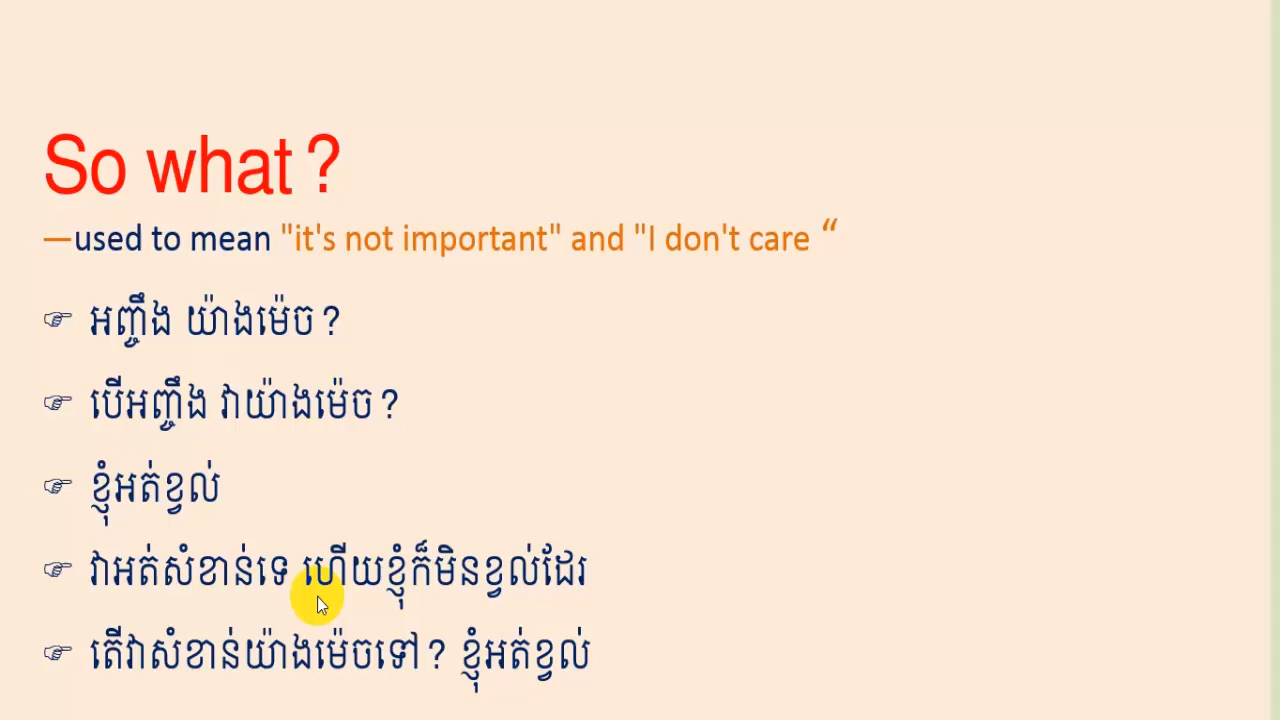 So what ?
—used to mean "it's not important" and "I don't care “
☞ អញ្ចឹង យ៉ាងម៉េច ?
☞ បើអញ្ចឹង វាយ៉ាងម៉េច ?
☞ ខ្ញុំអត់ខ្វល់
☞ វាអត់សំខាន់ទេ ហើយខ្ញុំក៏មិនខ្វល់ដែរ
☞ តើវាសំខាន់យ៉ាងម៉េចទៅ ? ខ្ញុំអត់ខ្វល់